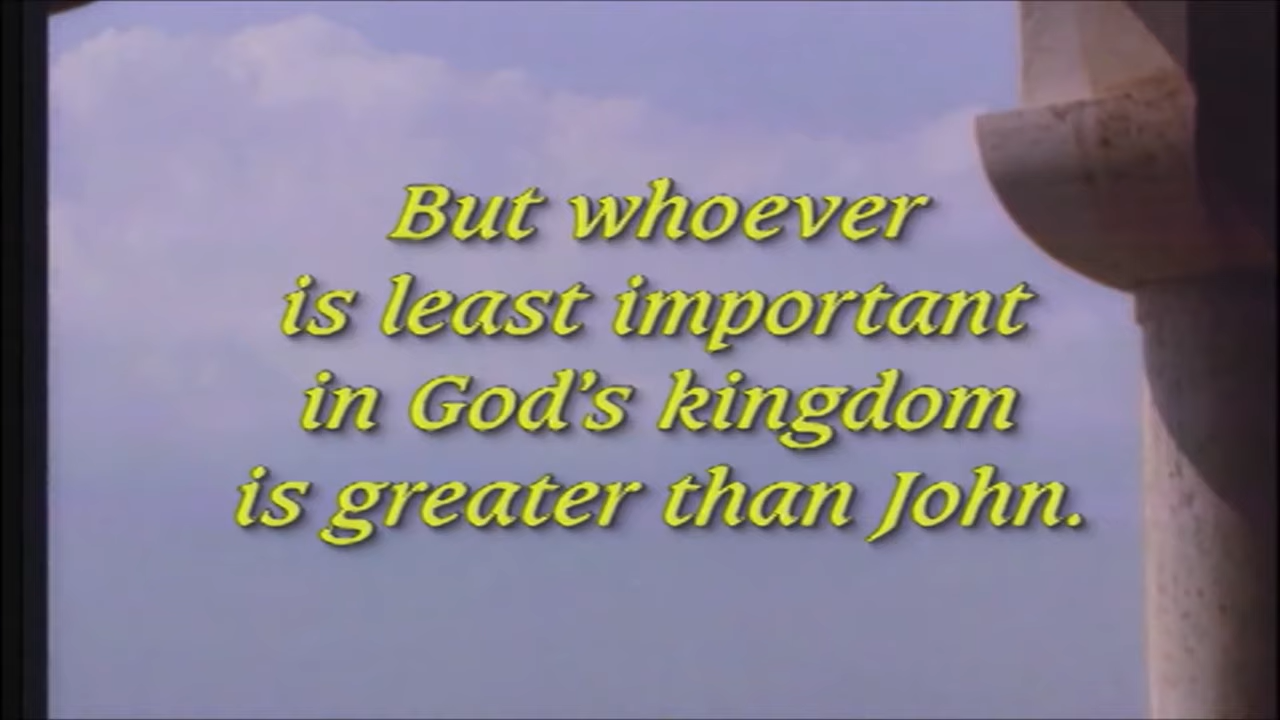 But whoever
is least important
in God’s kingdom
is greater than John.